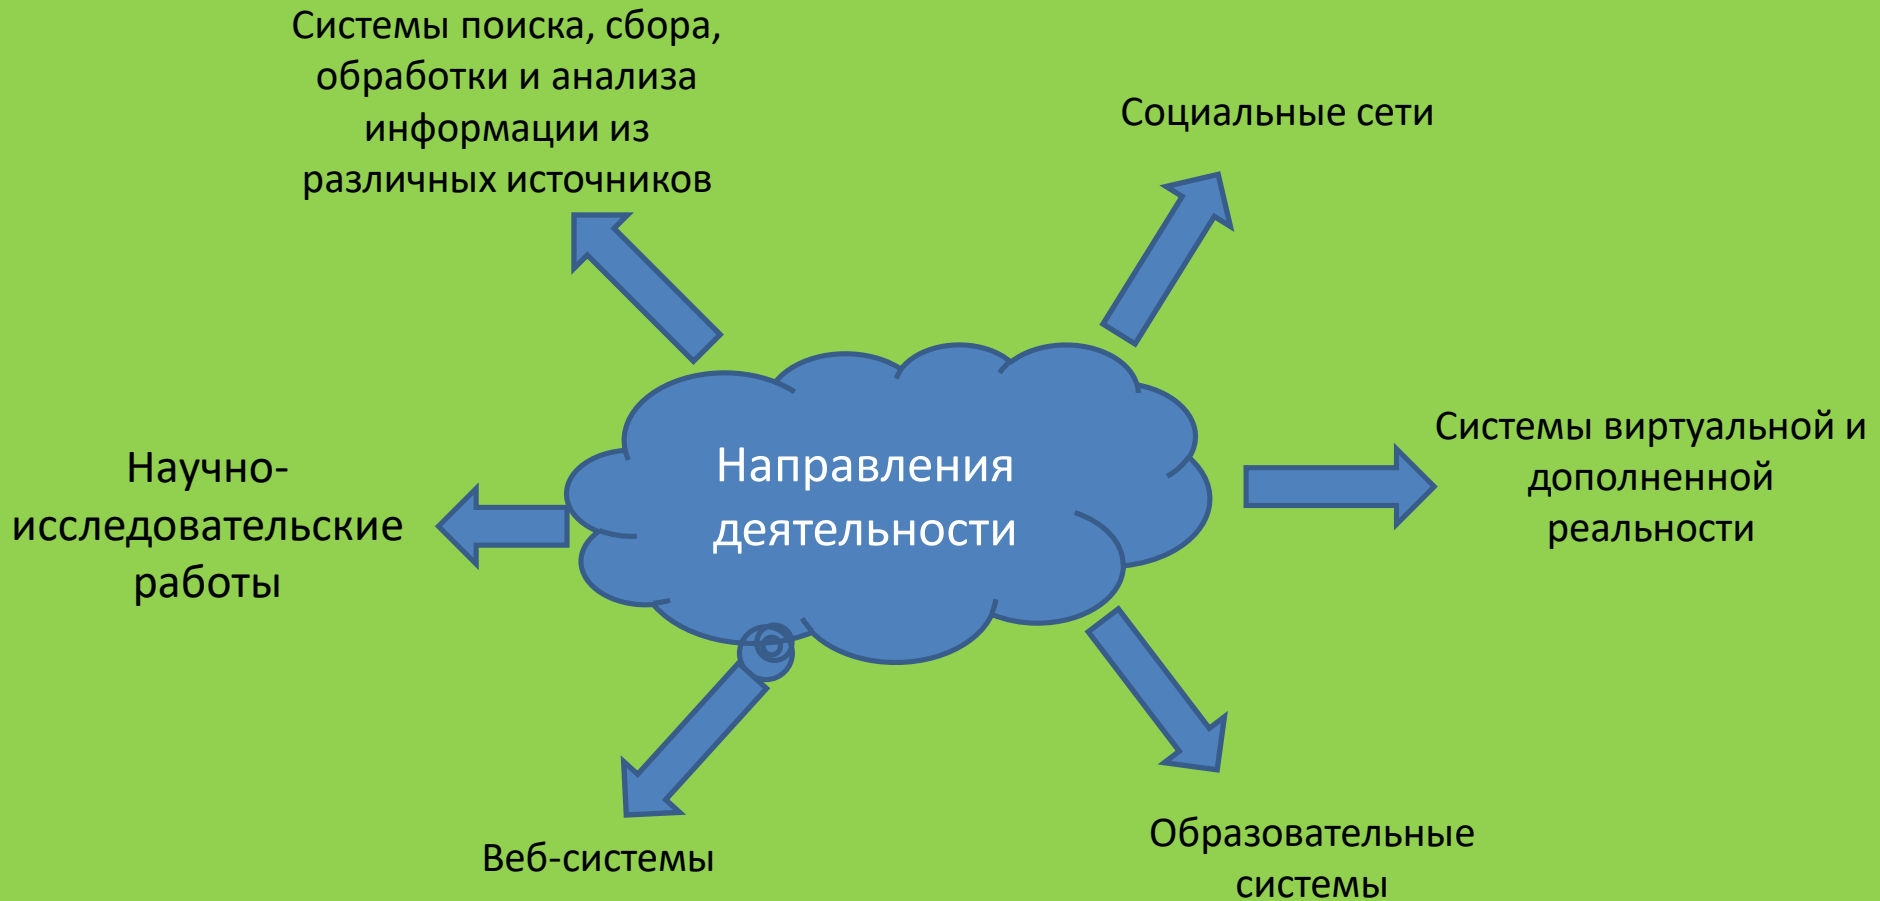 Системы поиска, сбора,
обработки и анализа
информации из
различных источников
Социальные сети
Научно-
исследовательские
работы
Направления
деятельности
Системы виртуальной и
дополненной
реальности
Веб-системы
Образовательные
системы